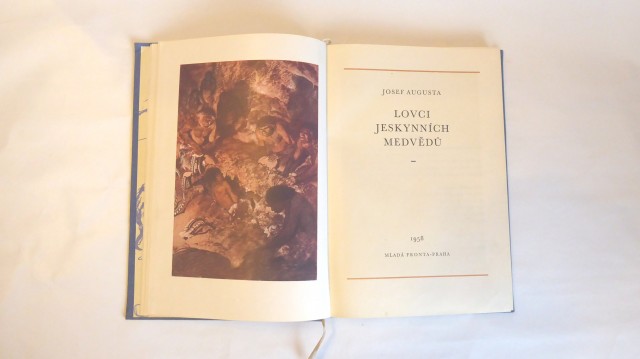 JOSEF AUGUSTA
LOVCI
JESKYNNÍCH
MEDVĚDŮ
1958
MLADÁ FRONTA-PRAHA